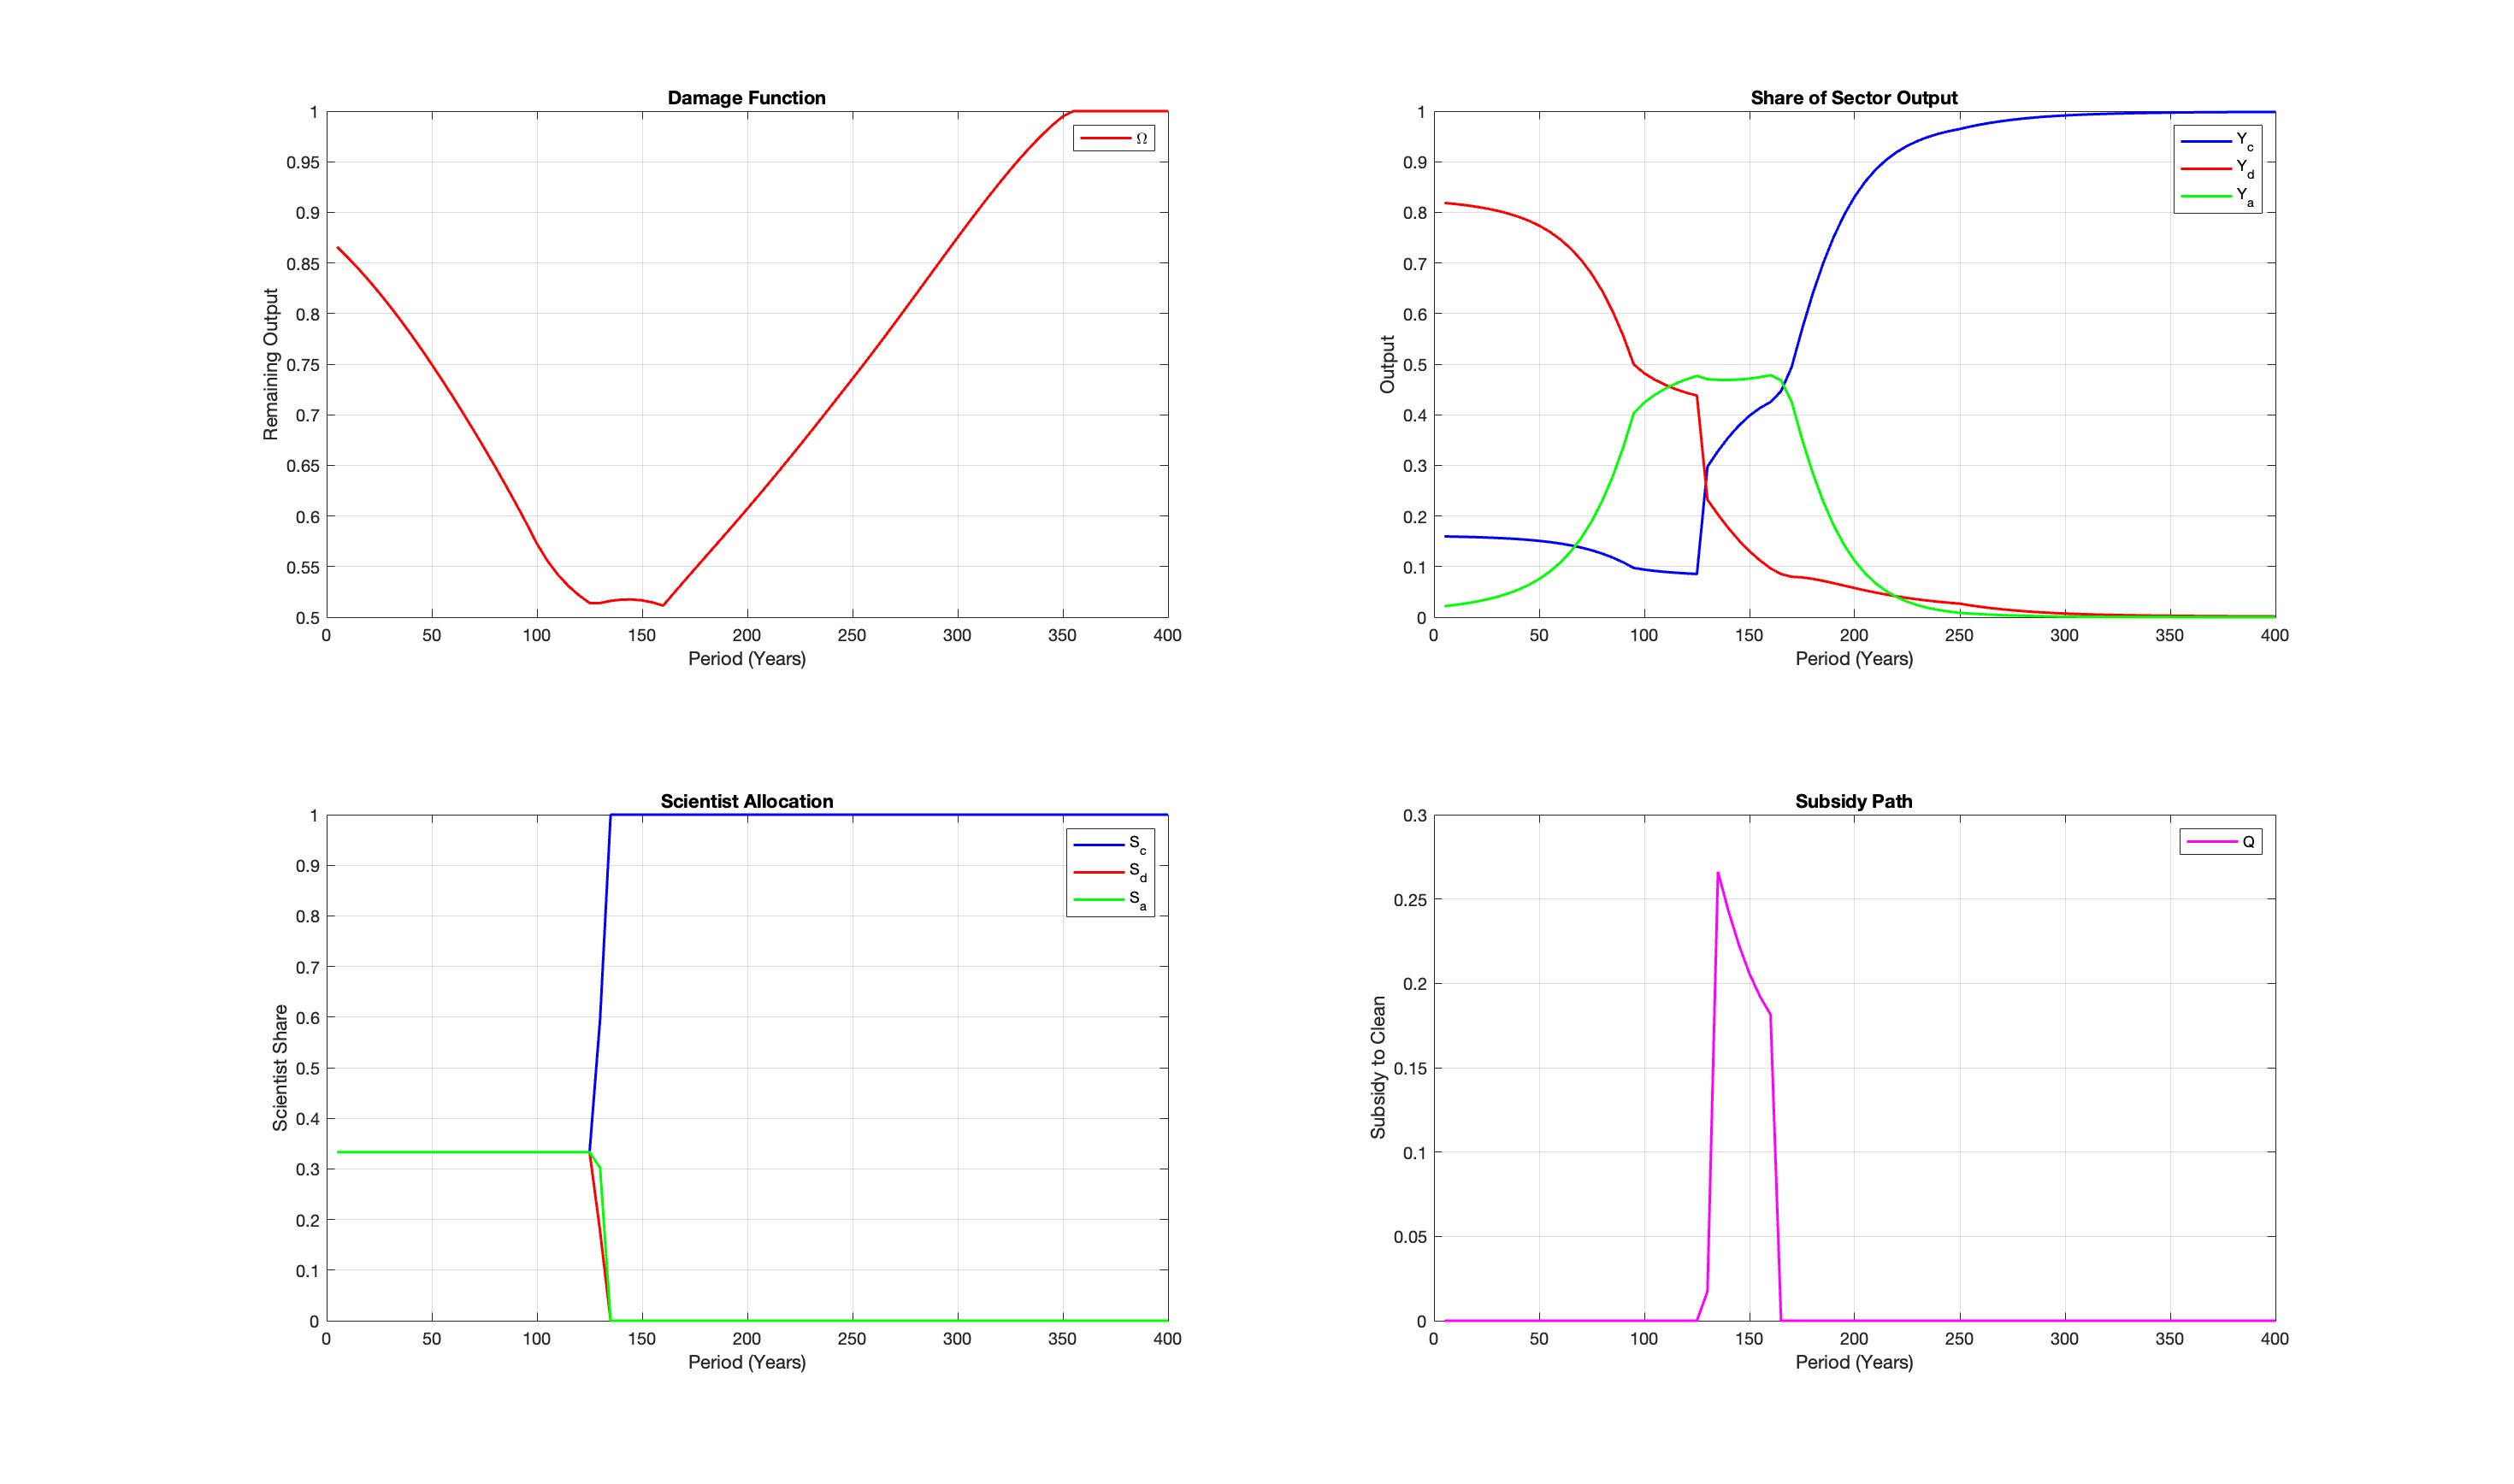 Damage Function
1
0.95
0.9
0.85
0.8
0.75
0.7
0.65
0.6
0.55
0.5
Remaining Output
Ω
0 50 100 150 200 250 300 350 400
Period (Years)
Share of Sector Output
1
0.9
0.8
0.7
0.6
0.5
0.4
0.3
0.2
0.1
0
Output
Y_c
Y_d
Y_a
0 50 100 150 200 250 300 350 400
Period (Years)
Scientist Allocation
1
0.9
0.8
0.7
0.6
0.5
0.4
0.3
0.2
0.1
0
Scientist Share
S_c
S_d
S_a
0 50 100 150 200 250 300 350 400
Period (Years)
Subsidy Path
0.3
0.25
0.2
0.15
0.1
0.05
0
Subsidy to Clean
Q
0 50 100 150 200 250 300 350 400
Period (Years)